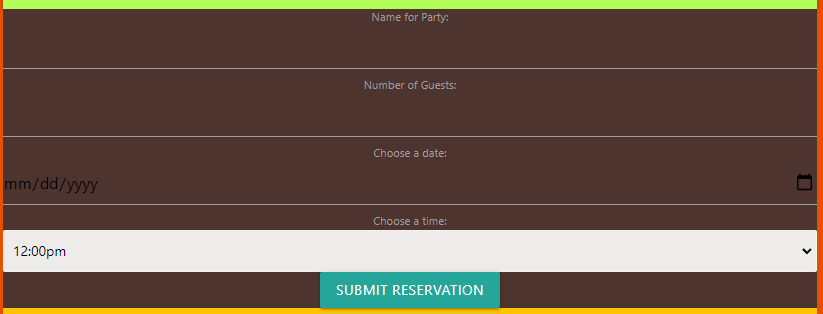 Name for Party:
Number of Guests:
Choose a date:
mm/dd/yyyy
Choose a time:
12:00pm
SUBMIT RESERVATION